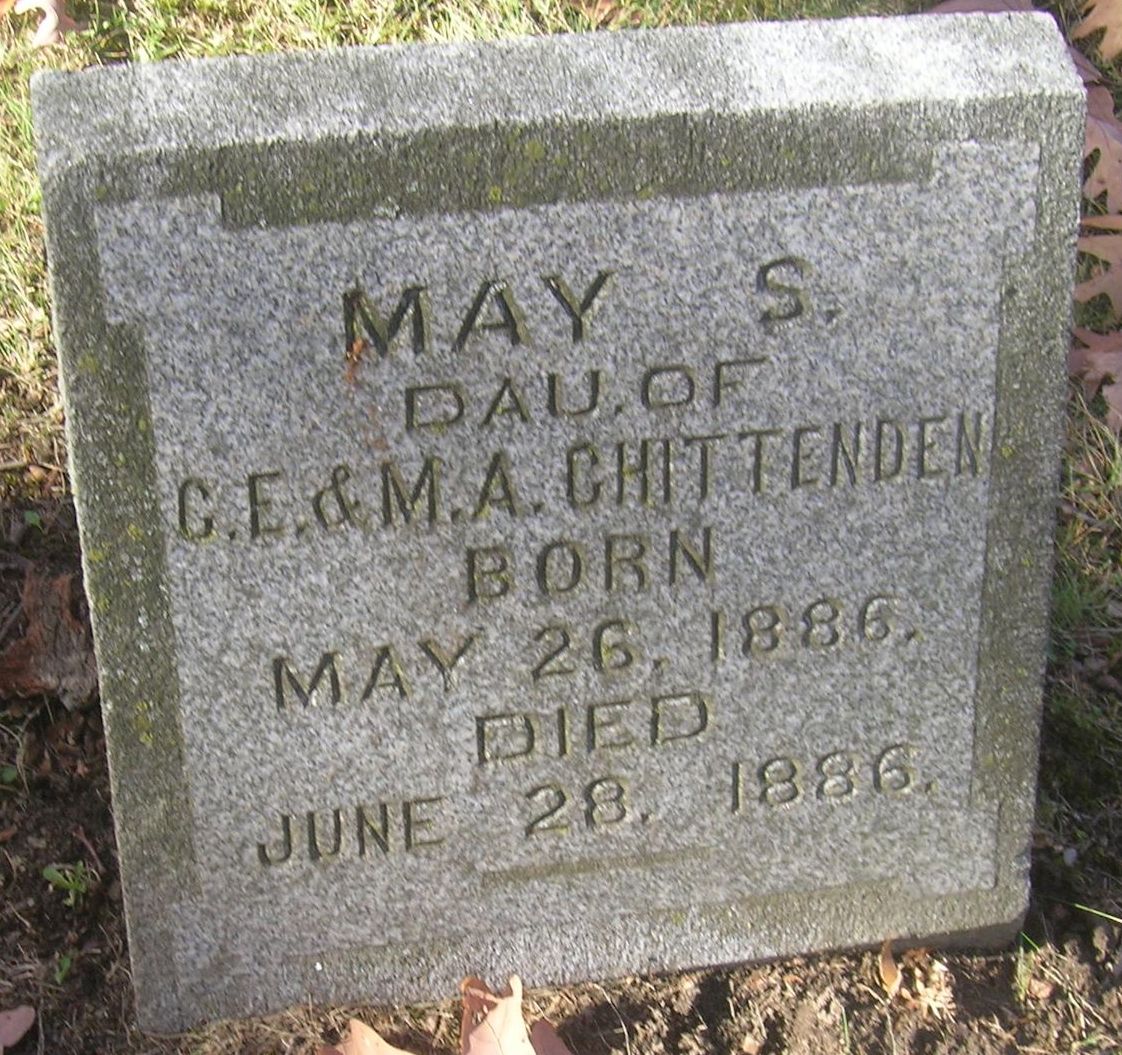 MAY S.
DAU. OF
C.E. & M.A. CHITTENDEN
BORN
MAY 26, 1886.
DIED
JUNE 28, 1886.